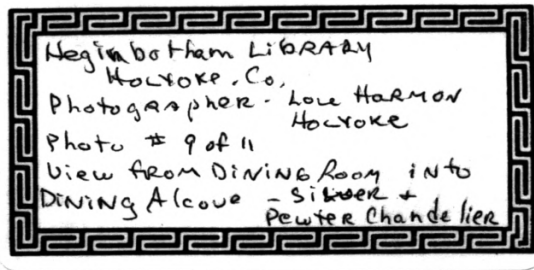 Heginbotham LIBRARY
HOLYOKE, Co,
Photographer - Lou HARMON
HOLYOKE
Photo # 9 of 11
View from DINING Room into
DINING Alcove - SILVER &
PEWTER Chandelier